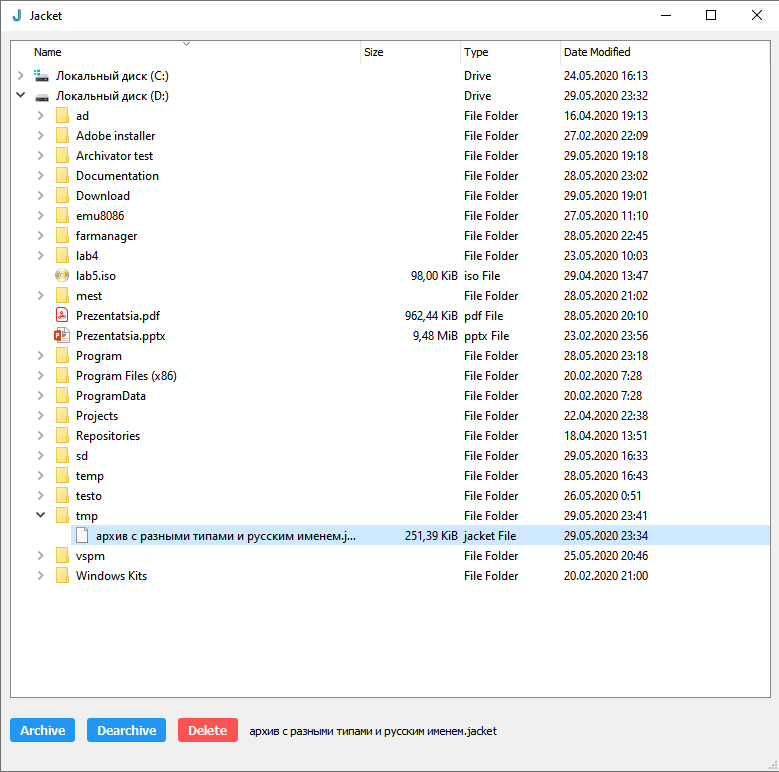 Jacket
Name Size Type Date Modified
Локальный диск (C:) Drive 24.05.2020 16:13
Локальный диск (D:) Drive 29.05.2020 23:32
ad File Folder 16.04.2020 19:13
Adobe installer File Folder 27.02.2020 22:09
Archivator test File Folder 29.05.2020 19:18
Documentation File Folder 28.05.2020 23:02
Download File Folder 29.05.2020 19:01
emu8086 File Folder 27.05.2020 11:10
farmanager File Folder 28.05.2020 22:45
lab4 File Folder 23.05.2020 10:03
lab5.iso 98,00 KiB iso File 29.04.2020 13:47
mest File Folder 28.05.2020 21:02
Prezentatsia.pdf 962,44 KiB pdf File 28.05.2020 20:10
Prezentatsia.pptx 9,48 MiB pptx File 23.02.2020 23:56
Program File Folder 28.05.2020 23:18
Program Files (x86) File Folder 20.02.2020 7:28
ProgramData File Folder 20.02.2020 7:28
Projects File Folder 22.04.2020 22:38
Repositories File Folder 18.04.2020 13:51
sd File Folder 29.05.2020 16:33
temp File Folder 28.05.2020 16:43
testo File Folder 26.05.2020 0:51
tmp File Folder 29.05.2020 23:41
архив с разными типами и русским именем.j... 251,39 KiB jacket File 29.05.2020 23:34
vspm File Folder 25.05.2020 20:46
Windows Kits File Folder 20.02.2020 21:00
Archive Dearchive Delete архив с разными типами и русским именем.jacket